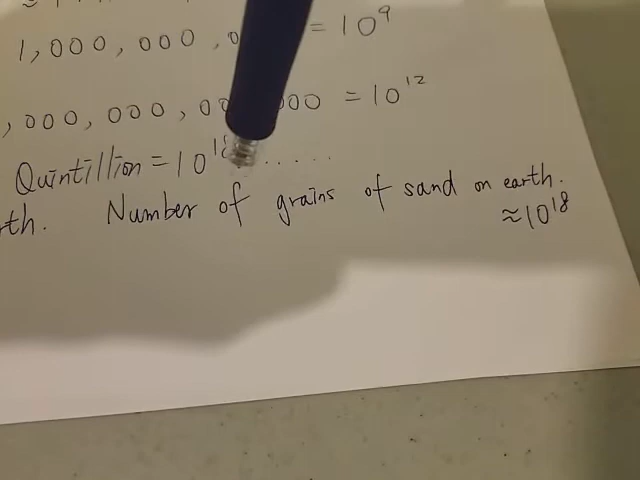 1,000,000,0 = 10⁹
,000,000,00 000 = 10¹²
Quintillion = 10¹⁸ .....
th. Number of grains of sand on earth.
≈10¹⁸